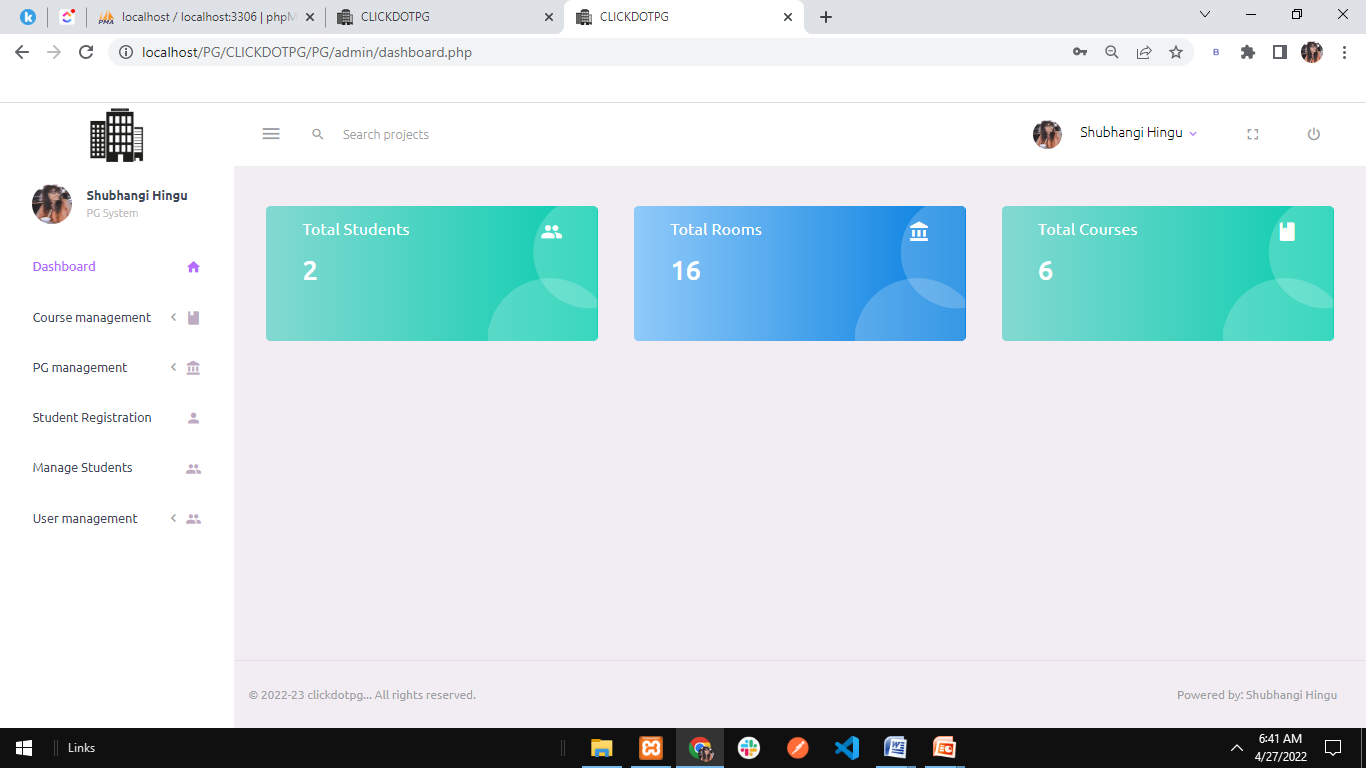 localhost / localhost:3306 | phpM
CLICKDOTPG
CLICKDOTPG
localhost/PG/CLICKDOTPG/PG/admin/dashboard.php
B
Search projects
Shubhangi Hingu
Shubhangi Hingu
PG System
Dashboard
Course management
PG management
Student Registration
Manage Students
User management
Total Students
2
Total Rooms
16
Total Courses
6
© 2022-23 clickdotpg... All rights reserved.
Powered by: Shubhangi Hingu
Links
6:41 AM
4/27/2022